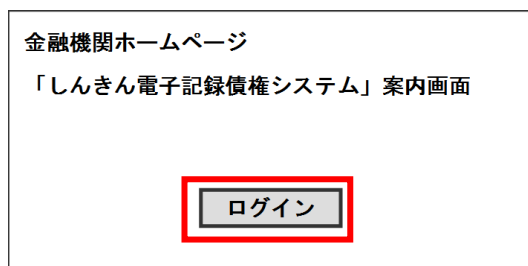 金融機関ホームページ
「しんきん電子記録債権システム」案内画面
ログイン